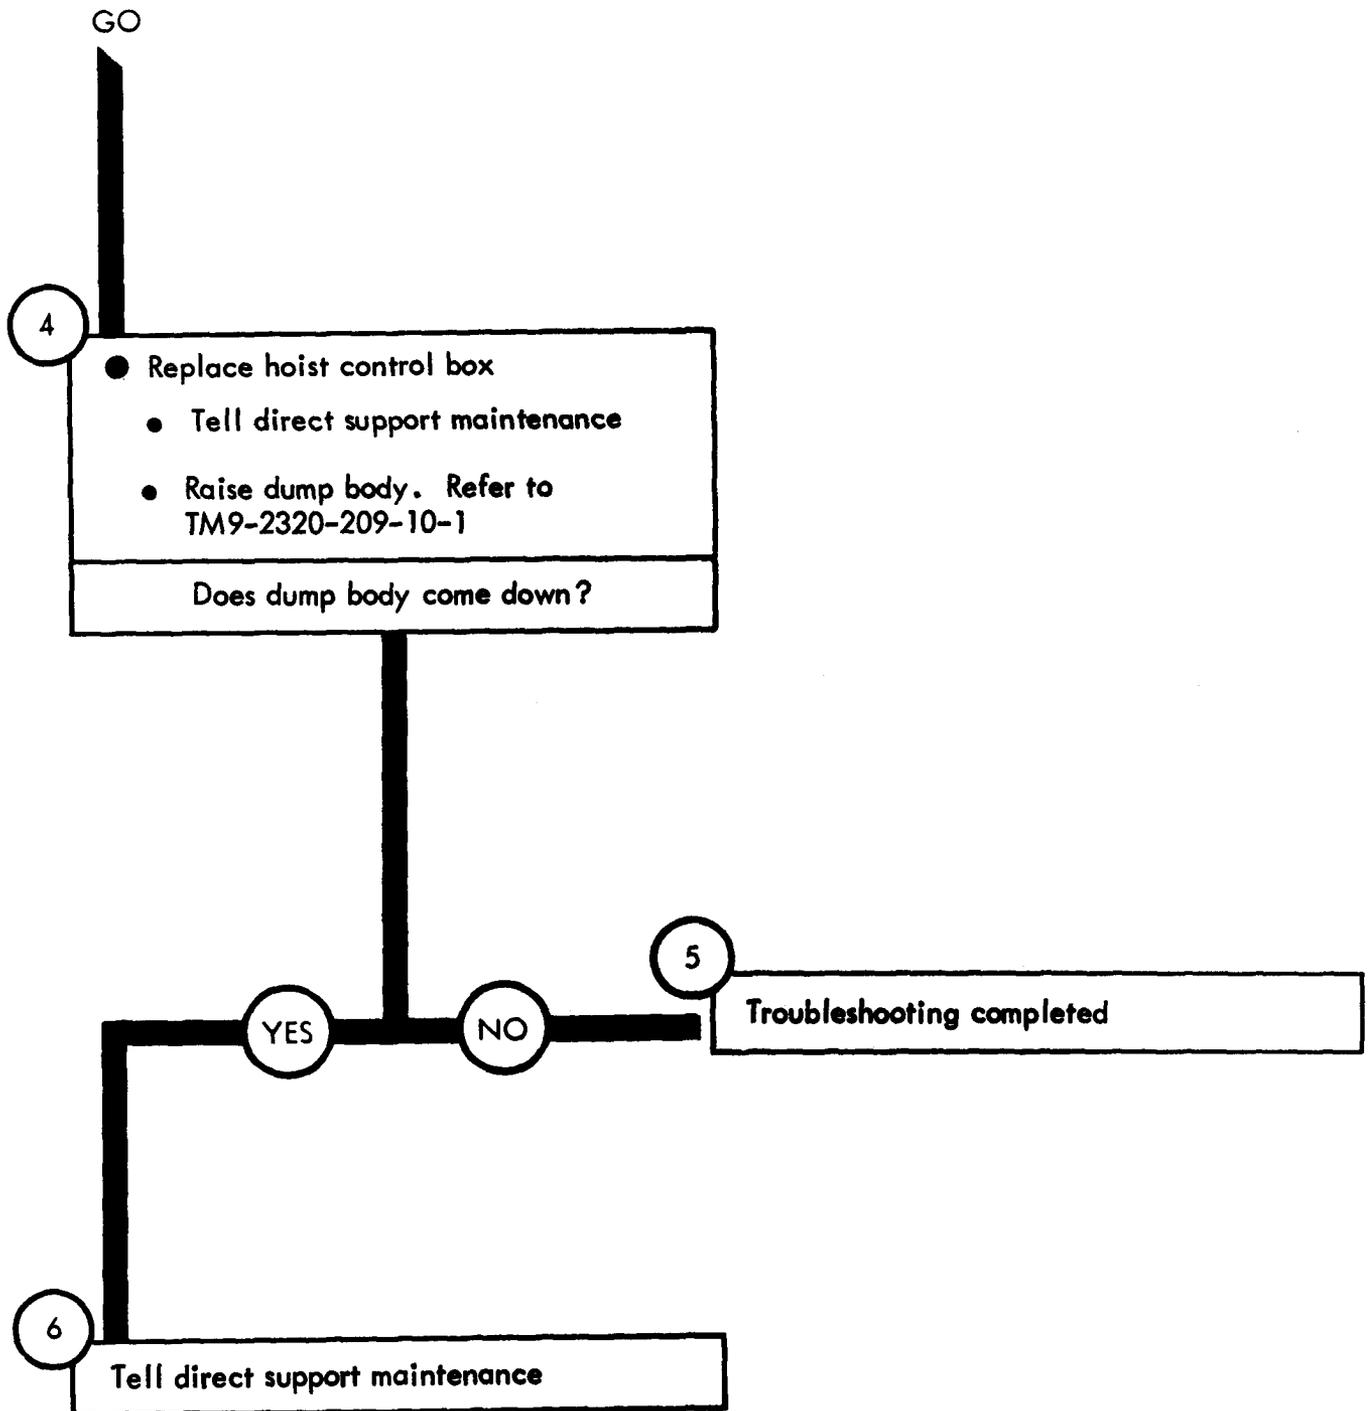 GO
4
● Replace hoist control box
● Tell direct support maintenance
● Raise dump body. Refer to
TM9-2320-209-10-1
Does dump body come down?
YES
NO
5
Troubleshooting completed
6
Tell direct support maintenance